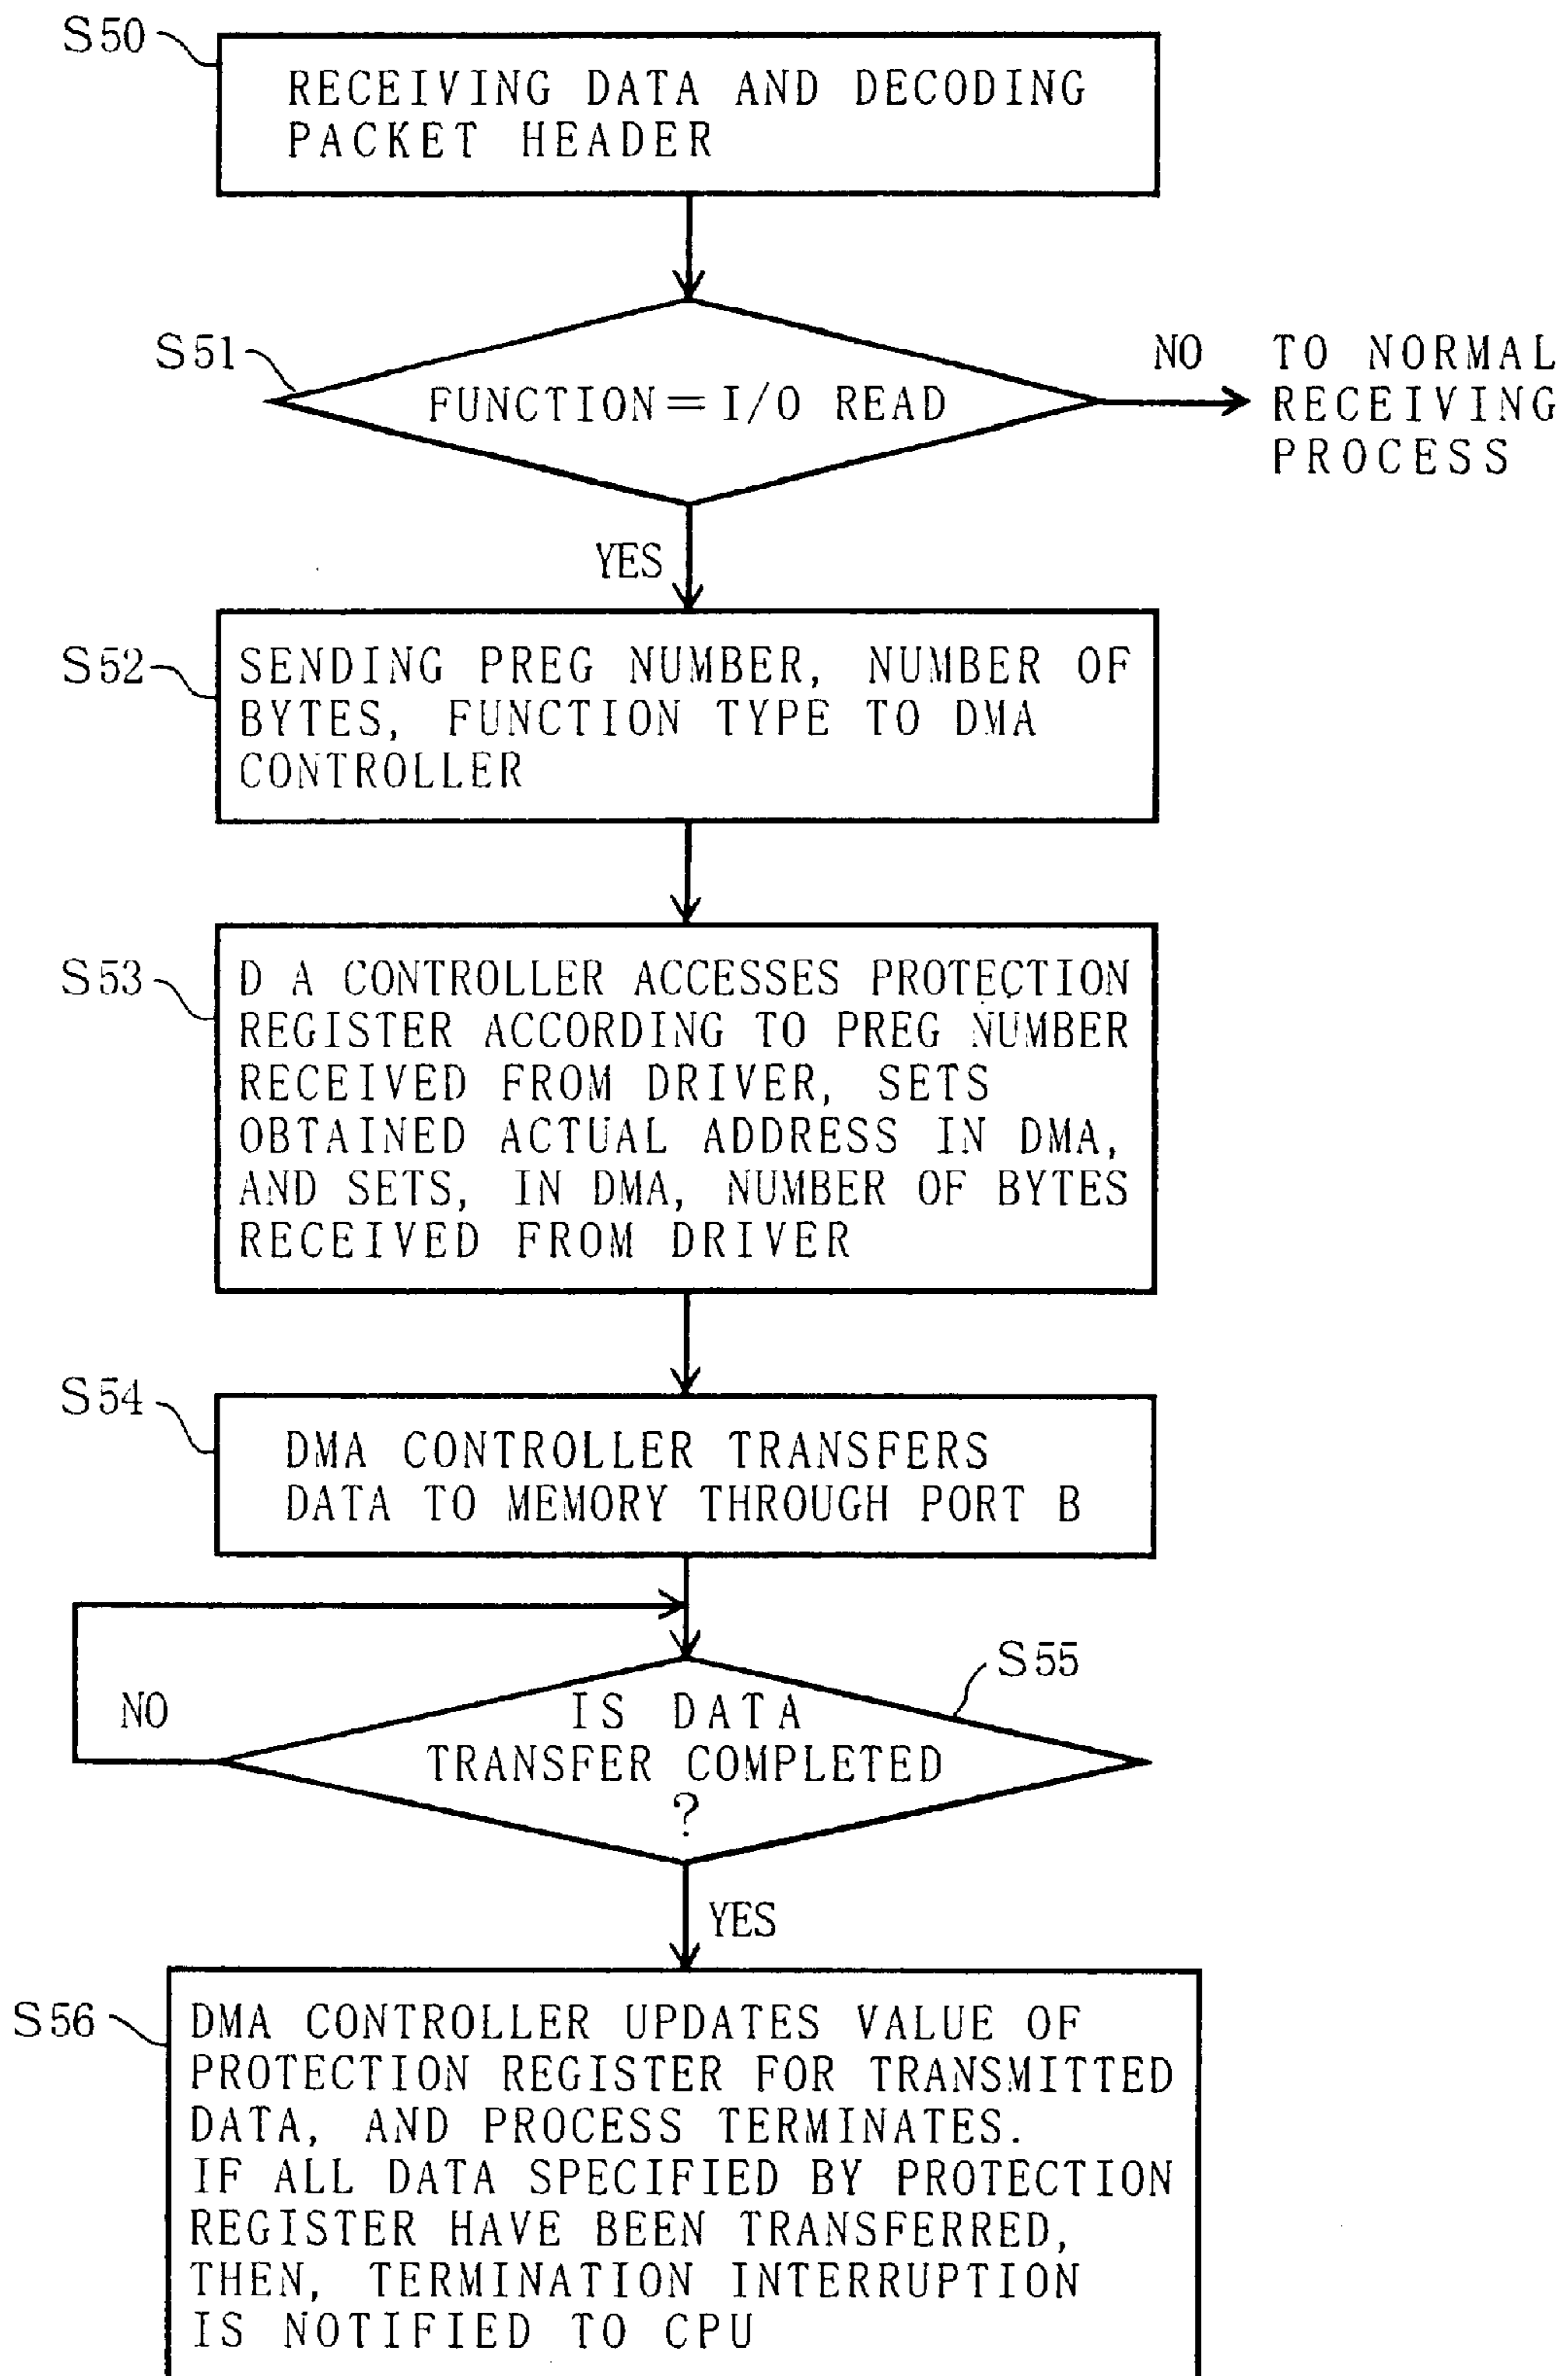 S50
RECEIVING DATA AND DECODING
PACKET HEADER
S51
FUNCTION=I/O READ
NO
TO NORMAL
RECEIVING
PROCESS
YES
S52
SENDING PREG NUMBER, NUMBER OF
BYTES, FUNCTION TYPE TO DMA
CONTROLLER
S53
D A CONTROLLER ACCESSES PROTECTION
REGISTER ACCORDING TO PREG NUMBER
RECEIVED FROM DRIVER, SETS
OBTAINED ACTUAL ADDRESS IN DMA,
AND SETS, IN DMA, NUMBER OF BYTES
RECEIVED FROM DRIVER
S54
DMA CONTROLLER TRANSFERS
DATA TO MEMORY THROUGH PORT B
S55
NO
IS DATA
TRANSFER COMPLETED
?
YES
S56
DMA CONTROLLER UPDATES VALUE OF
PROTECTION REGISTER FOR TRANSMITTED
DATA, AND PROCESS TERMINATES.
IF ALL DATA SPECIFIED BY PROTECTION
REGISTER HAVE BEEN TRANSFERRED,
THEN, TERMINATION INTERRUPTION
IS NOTIFIED TO CPU